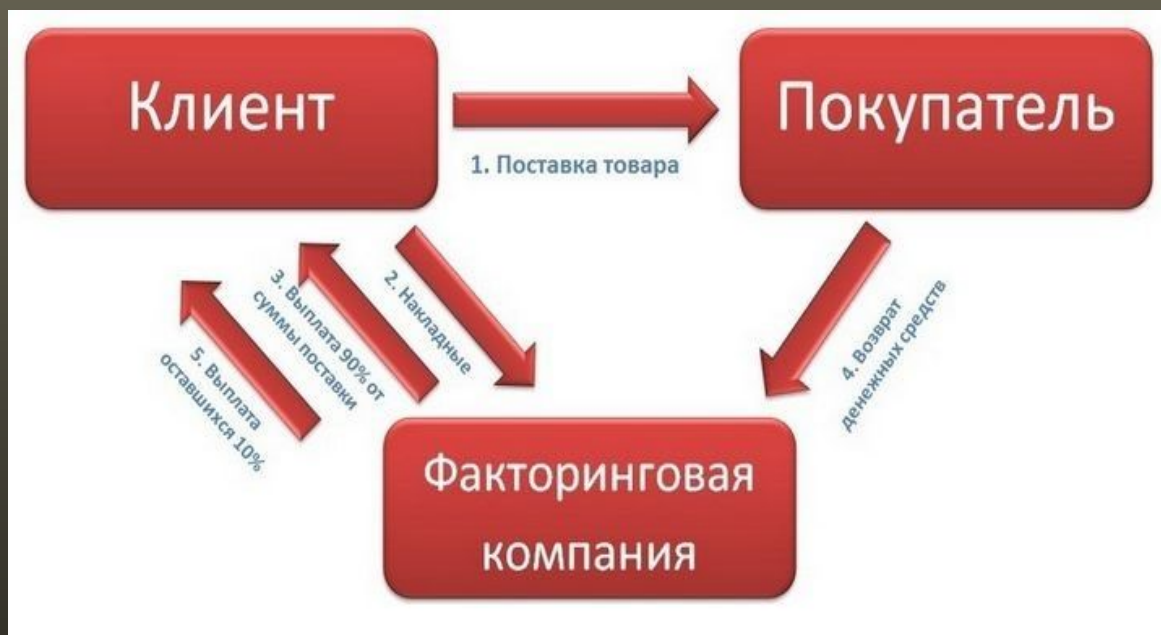 Клиент
Покупатель
1. Поставка товара
2. Накладные
3. Выплата 90% от
суммы поставки
4. Возврат
денежных средств
5. Выплата
оставшихся 10%
Факторинговая
компания